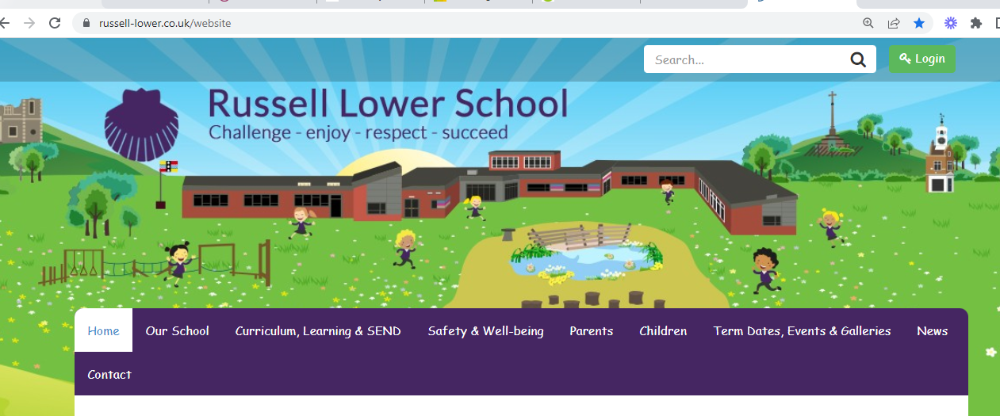 russell-lower.co.uk/website
Search...
Login
Russell Lower School
Challenge - enjoy - respect - succeed
Home Our School Curriculum, Learning & SEND Safety & Well-being Parents Children Term Dates, Events & Galleries News
Contact